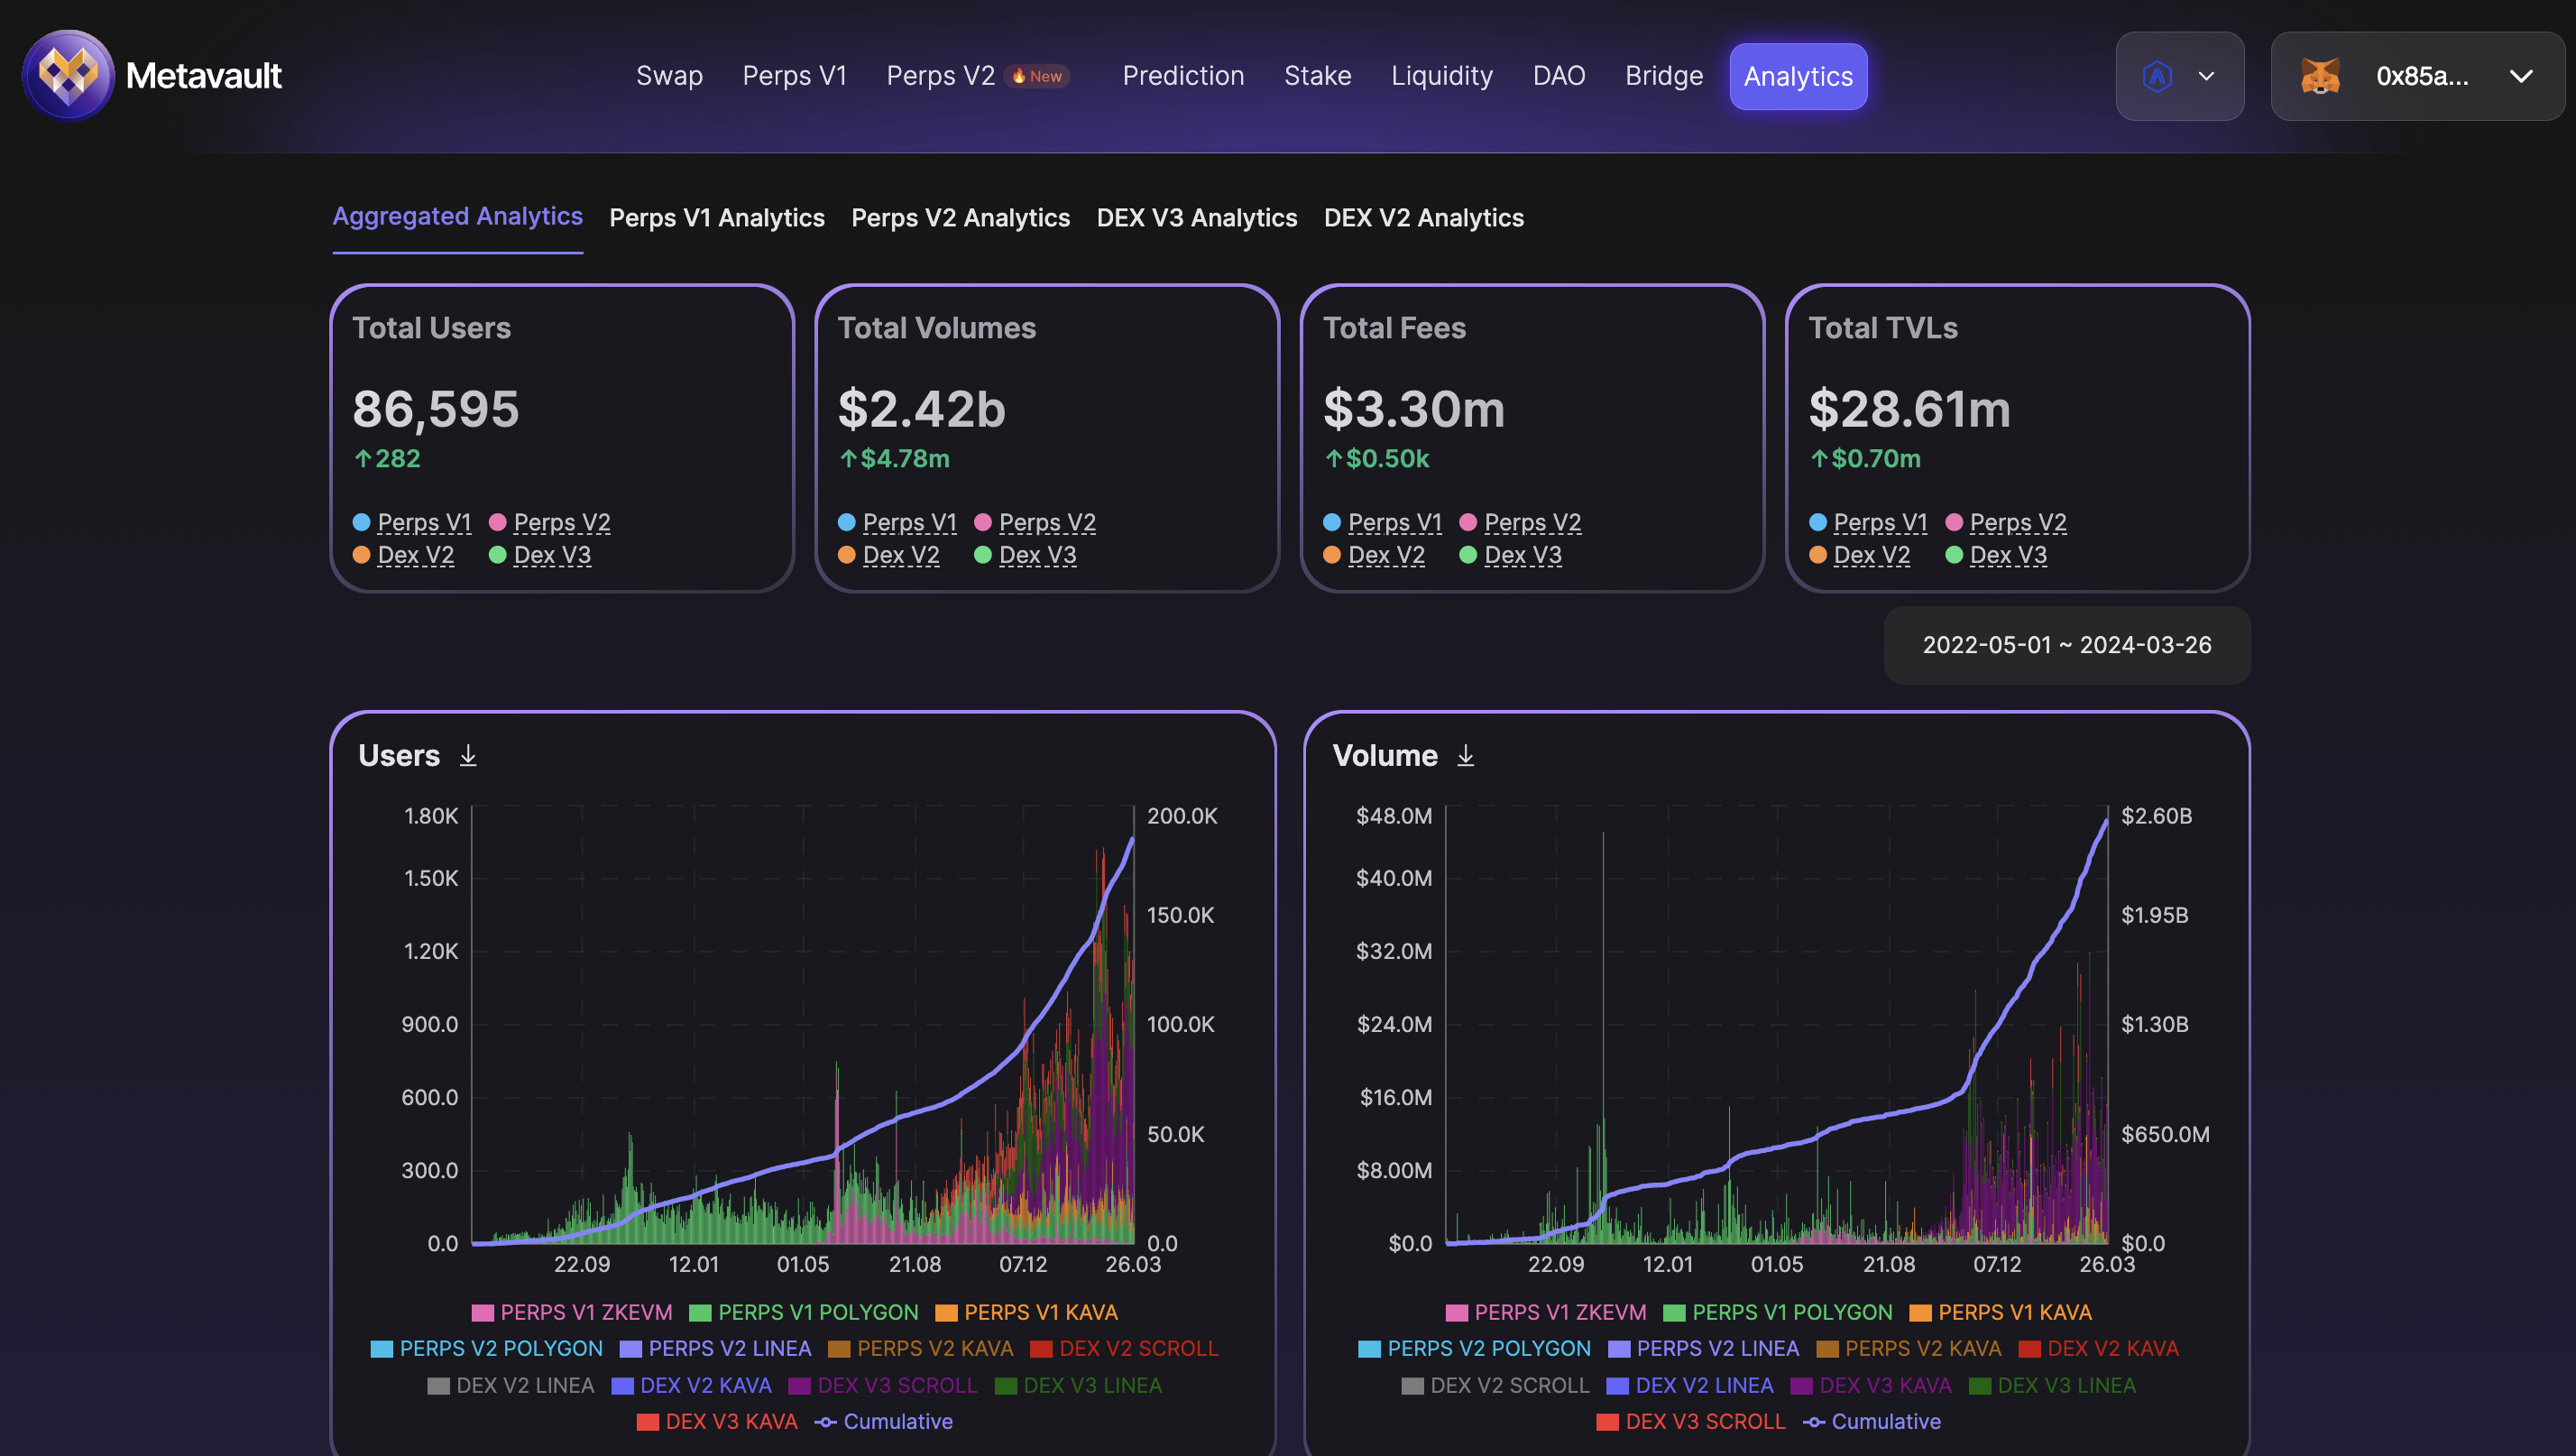 Metavault
Swap Perps V1 Perps V2 New Prediction Stake Liquidity DAO Bridge Analytics
0x85a...
Aggregated Analytics Perps V1 Analytics Perps V2 Analytics DEX V3 Analytics DEX V2 Analytics
Total Users
86,595
↑282
Perps V1 Perps V2
Dex V2 Dex V3
Total Volumes
$2.42b
↑$4.78m
Perps V1 Perps V2
Dex V2 Dex V3
Total Fees
$3.30m
↑$0.50k
Perps V1 Perps V2
Dex V2 Dex V3
Total TVLs
$28.61m
↑$0.70m
Perps V1 Perps V2
Dex V2 Dex V3
2022-05-01 ~ 2024-03-26
Users
1.80K 200.0K
1.50K
150.0K
1.20K
900.0 100.0K
600.0
50.0K
300.0
0.0 0.0
22.09 12.01 01.05 21.08 07.12 26.03
PERPS V1 ZKEVM PERPS V1 POLYGON PERPS V1 KAVA
PERPS V2 POLYGON PERPS V2 LINEA PERPS V2 KAVA DEX V2 SCROLL
DEX V2 LINEA DEX V2 KAVA DEX V3 SCROLL DEX V3 LINEA
DEX V3 KAVA Cumulative
Volume
$48.0M $2.60B
$40.0M
$1.95B
$32.0M
$24.0M $1.30B
$16.0M
$650.0M
$8.00M
$0.0 $0.0
22.09 12.01 01.05 21.08 07.12 26.03
PERPS V1 ZKEVM PERPS V1 POLYGON PERPS V1 KAVA
PERPS V2 POLYGON PERPS V2 LINEA PERPS V2 KAVA DEX V2 KAVA
DEX V2 SCROLL DEX V2 LINEA DEX V3 KAVA DEX V3 LINEA
DEX V3 SCROLL Cumulative